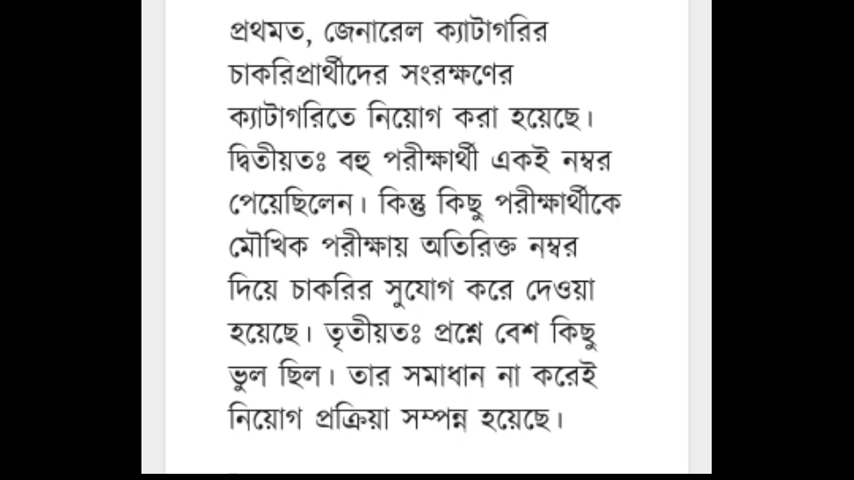 প্রথমত, জেনারেল ক্যাটাগরির
চাকরিপ্রার্থীদের সংরক্ষণের
ক্যাটাগরিতে নিয়োগ করা হয়েছে।
দ্বিতীয়তঃ বহু পরীক্ষার্থী একই নম্বর
পেয়েছিলেন। কিন্তু কিছু পরীক্ষার্থীকে
মৌখিক পরীক্ষায় অতিরিক্ত নম্বর
দিয়ে চাকরির সুযোগ করে দেওয়া
হয়েছে। তৃতীয়তঃ প্রশ্নে বেশ কিছু
ভুল ছিল। তার সমাধান না করেই
নিয়োগ প্রক্রিয়া সম্পন্ন হয়েছে।